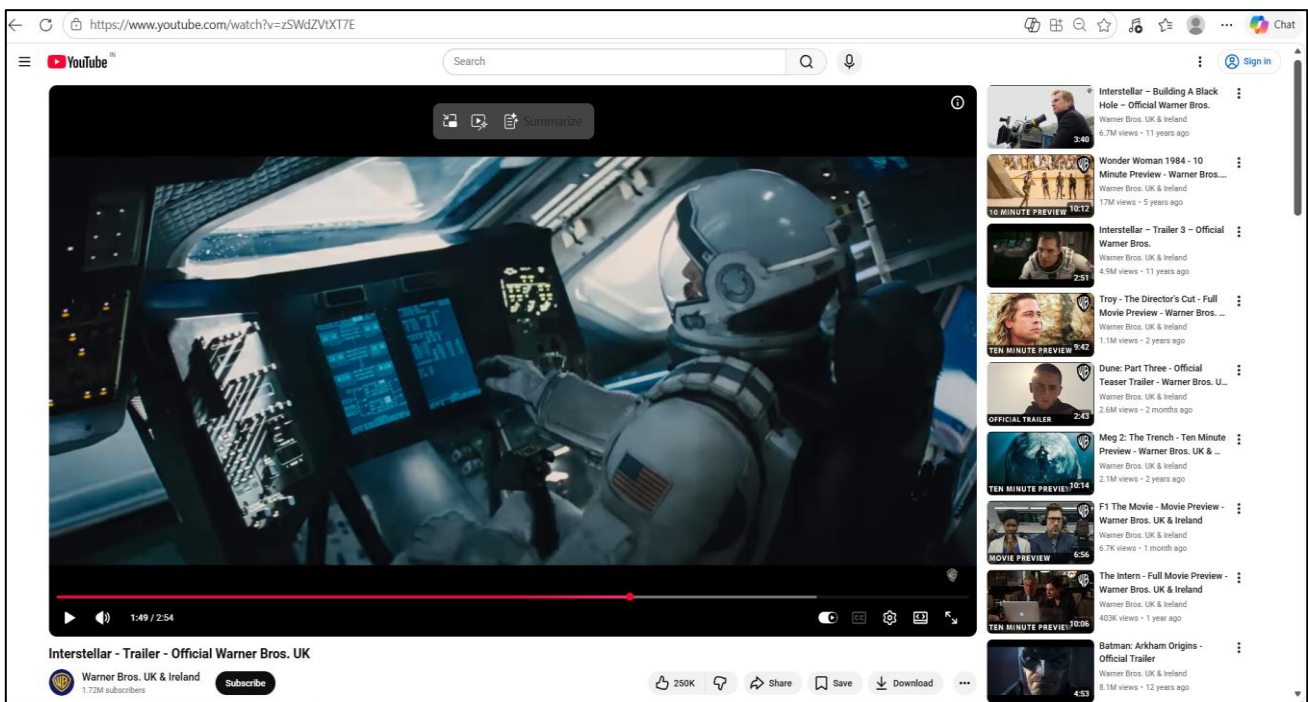 https://www.youtube.com/watch?v=zSWdZVtXT7E
Chat
YouTube IN
Search
Sign in
Summarize
1:49 / 2:54
CC
Interstellar - Trailer - Official Warner Bros. UK
Warner Bros. UK & Ireland
1.72M subscribers
Subscribe
250K
Share
Save
Download
3:40
Interstellar – Building A Black
Hole – Official Warner Bros.
Warner Bros. UK & Ireland
6.7M views • 11 years ago
10 MINUTE PREVIEW
10:12
Wonder Woman 1984 - 10
Minute Preview - Warner Bros....
Warner Bros. UK & Ireland
17M views • 5 years ago
2:51
Interstellar – Trailer 3 – Official
Warner Bros.
Warner Bros. UK & Ireland
4.9M views • 11 years ago
TEN MINUTE PREVIEW
9:42
Troy - The Director's Cut - Full
Movie Preview - Warner Bros. ...
Warner Bros. UK & Ireland
1.1M views • 2 years ago
OFFICIAL TRAILER
2:43
Dune: Part Three - Official
Teaser Trailer - Warner Bros. U...
Warner Bros. UK & Ireland
2.6M views • 2 months ago
TEN MINUTE PREVIEW
10:14
Meg 2: The Trench - Ten Minute
Preview - Warner Bros. UK & ...
Warner Bros. UK & Ireland
2.1M views • 2 years ago
MOVIE PREVIEW
6:56
F1 The Movie - Movie Preview -
Warner Bros. UK & Ireland
Warner Bros. UK & Ireland
6.7K views • 1 month ago
TEN MINUTE PREVIEW
10:06
The Intern - Full Movie Preview -
Warner Bros. UK & Ireland
Warner Bros. UK & Ireland
403K views • 1 year ago
4:53
Batman: Arkham Origins -
Official Trailer
Warner Bros. UK & Ireland
8.1M views • 12 years ago